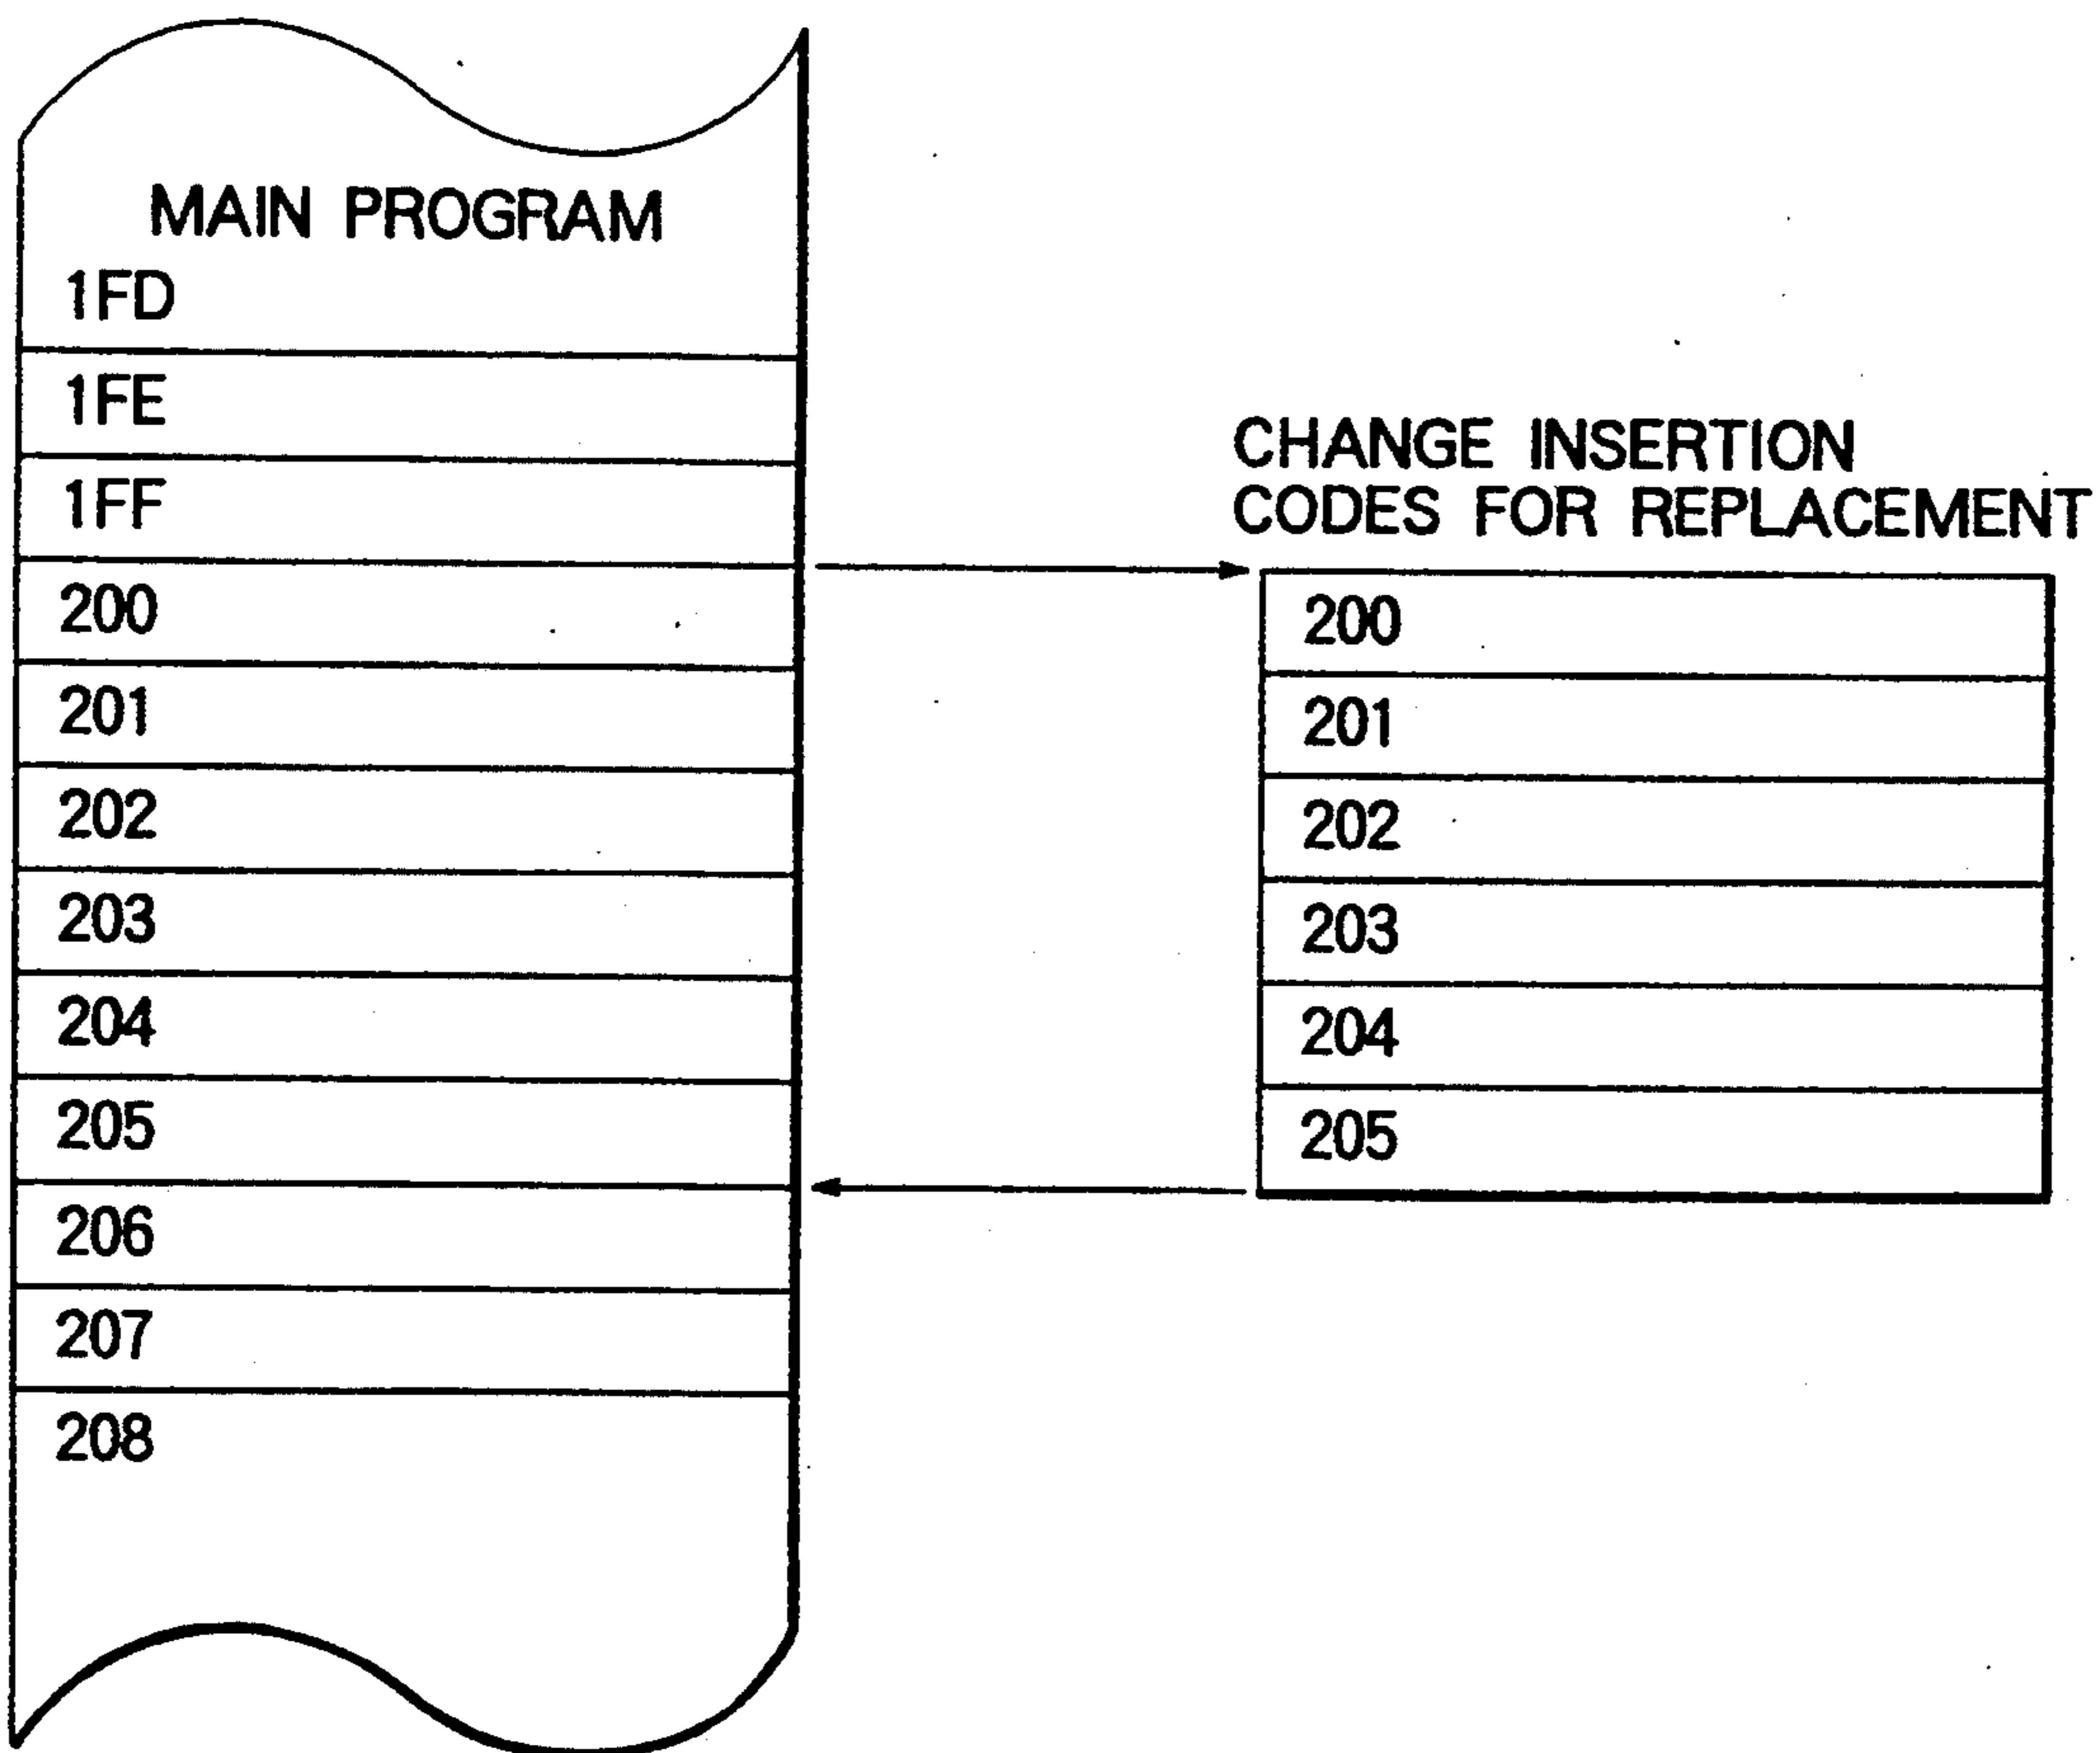 MAIN PROGRAM
1FD
1FE
1FF
200
201
202
203
204
205
206
207
208
CHANGE INSERTION
CODES FOR REPLACEMENT
200
201
202
203
204
205